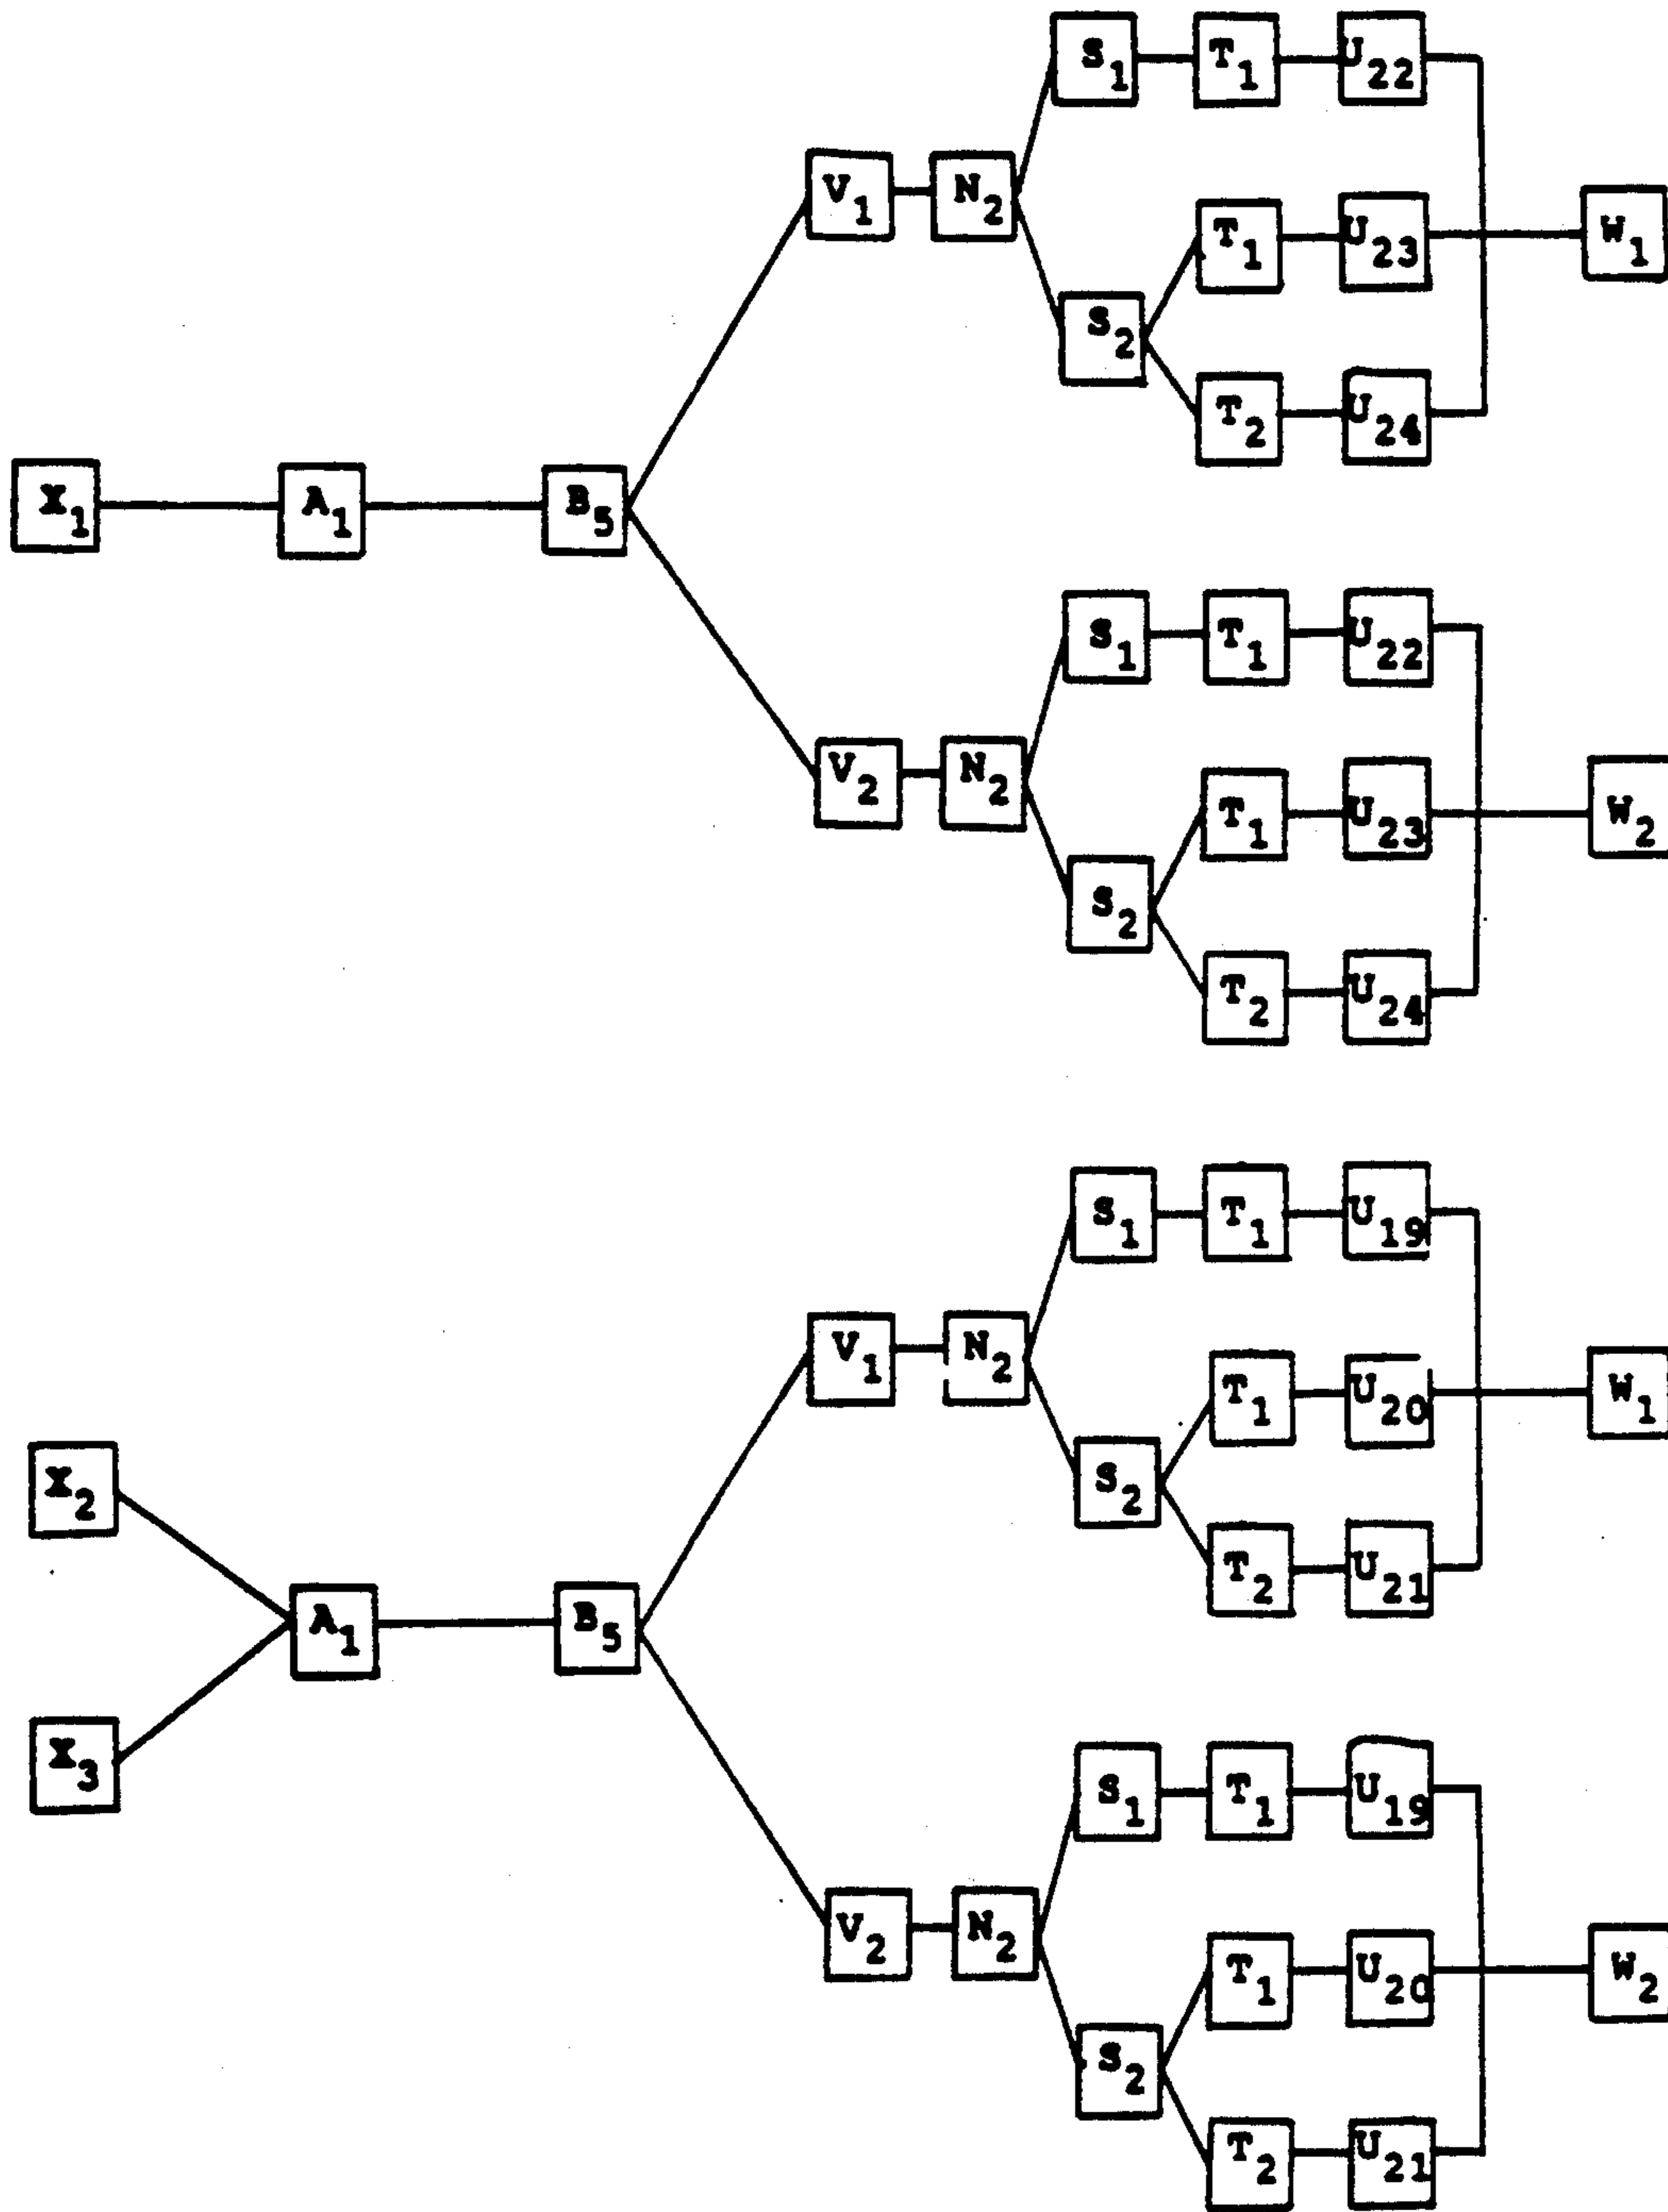 S1 T1 U22
V1 N2
T1 U23 W1
S2
T2 U24
X1 A1 B5
S1 T1 U22
V2 N2
T1 U23 W2
S2
T2 U24
S1 T1 U19
V1 N2
T1 U20 W1
S2
X2
T2 U21
A1 B5
X3
S1 T1 U19
V2 N2
T1 U20 W2
S2
T2 U21